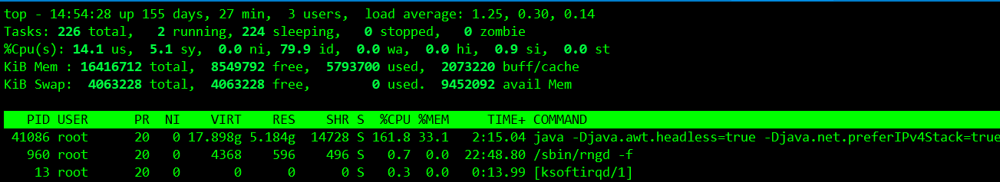 top - 14:54:28 up 155 days, 27 min,  3 users,  load average: 1.25, 0.30, 0.14
Tasks: 226 total,   2 running, 224 sleeping,   0 stopped,   0 zombie
%Cpu(s): 14.1 us,  5.1 sy,  0.0 ni, 79.9 id,  0.0 wa,  0.0 hi,  0.9 si,  0.0 st
KiB Mem : 16416712 total,  8549792 free,  5793700 used,  2073220 buff/cache
KiB Swap:  4063228 total,  4063228 free,        0 used.  9452092 avail Mem
PID USER      PR  NI    VIRT    RES    SHR S  %CPU %MEM     TIME+ COMMAND
41086 root      20   0 17.898g 5.184g  14728 S 161.8 33.1   2:15.04 java -Djava.awt.headless=true -Djava.net.preferIPv4Stack=true
960 root      20   0    4368    596    496 S   0.7  0.0  22:48.80 /sbin/rngd -f
13 root      20   0       0      0      0 S   0.3  0.0   0:13.99 [ksoftirqd/1]